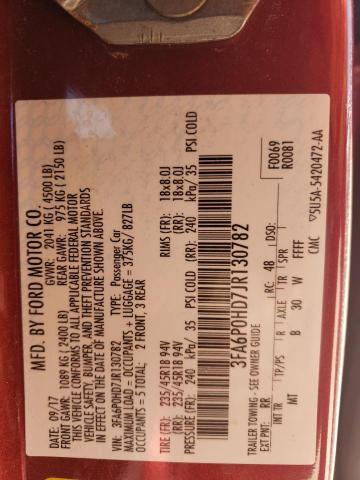 MFD. BY FORD MOTOR CO.
DATE: 09/17 GVWR: 2041 KG (4500 LB)
FRONT GAWR: 1089 KG (2400 LB) REAR GAWR: 975 KG (2150 LB)
THIS VEHICLE CONFORMS TO ALL APPLICABLE FEDERAL MOTOR
VEHICLE SAFETY, BUMPER, AND THEFT PREVENTION STANDARDS
IN EFFECT ON THE DATE OF MANUFACTURE SHOWN ABOVE.
VIN: 3FA6P0HD7JR130782 TYPE: Passenger Car
MAXIMUM LOAD = OCCUPANTS + LUGGAGE = 375KG/ 827LB
OCCUPANTS: 5 TOTAL: 2 FRONT, 3 REAR
TIRE (FR): 235/45R18 94V RIMS (FR): 18x8.0J
(RR): 235/45R18 94V (RR): 18x8.0J
PRESSURE (FR): 240 kPa/ 35 PSI COLD (RR): 240 kPa/ 35 PSI COLD
3FA6P0HD7JR130782
TRAILER TOWING - SEE OWNER GUIDE F0069
EXT PNT: RR RC: 48 DSO: R0081
INT TR TP/PS R AXLE TR SPR
MT B 30 W FFFF
CMC 5U5A-5420472-AA